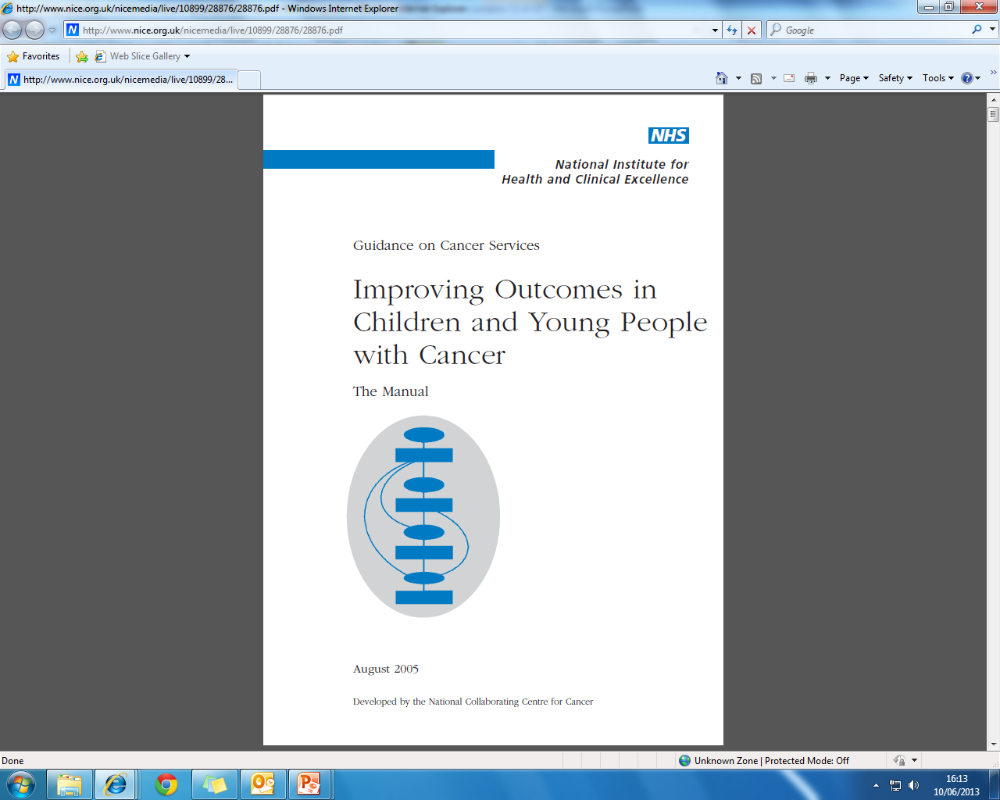 http://www.nice.org.uk/nicemedia/live/10899/28876/28876.pdf - Windows Internet Explorer
http://www.nice.org.uk/nicemedia/live/10899/28876/28876.pdf
Google
Favorites
Web Slice Gallery
http://www.nice.org.uk/nicemedia/live/10899/28...
Page
Safety
Tools
NHS
National Institute for
Health and Clinical Excellence
Guidance on Cancer Services
Improving Outcomes in
Children and Young People
with Cancer
The Manual
August 2005
Developed by the National Collaborating Centre for Cancer
Done
Unknown Zone | Protected Mode: Off
16:13
10/06/2013